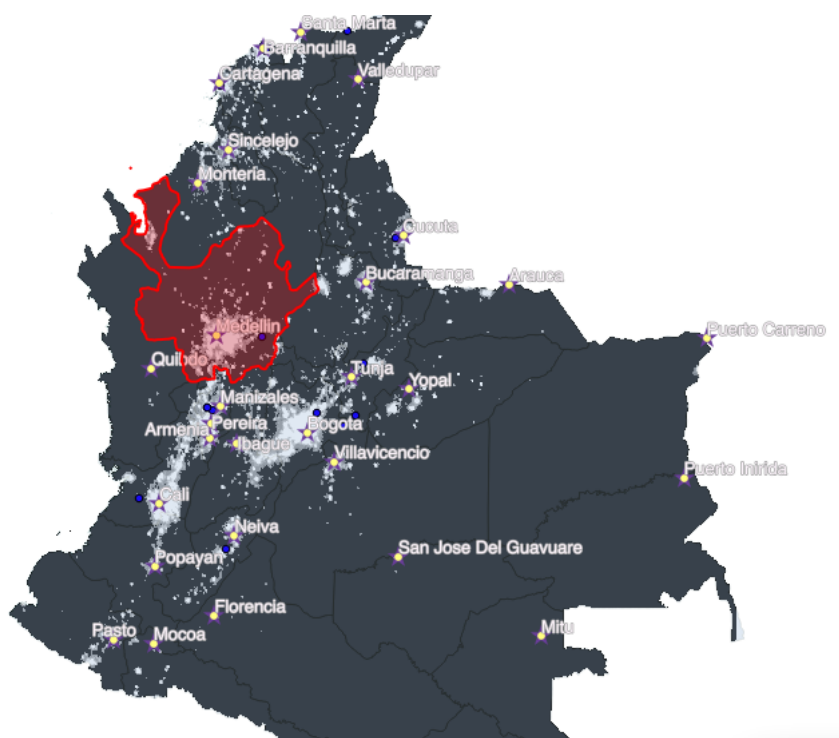 Santa Marta
Barranquilla
Cartagena
Valledupar
Sincelejo
Monteria
Cucuta
Bucaramanga
Arauca
Medellin
Puerto Carreno
Quibdo
Tunja
Yopal
Manizales
Pereira
Bogota
Armenia
Ibague
Villavicencio
Puerto Inirida
Cali
Neiva
San Jose Del Guavuare
Popayan
Florencia
Pasto
Mocoa
Mitu